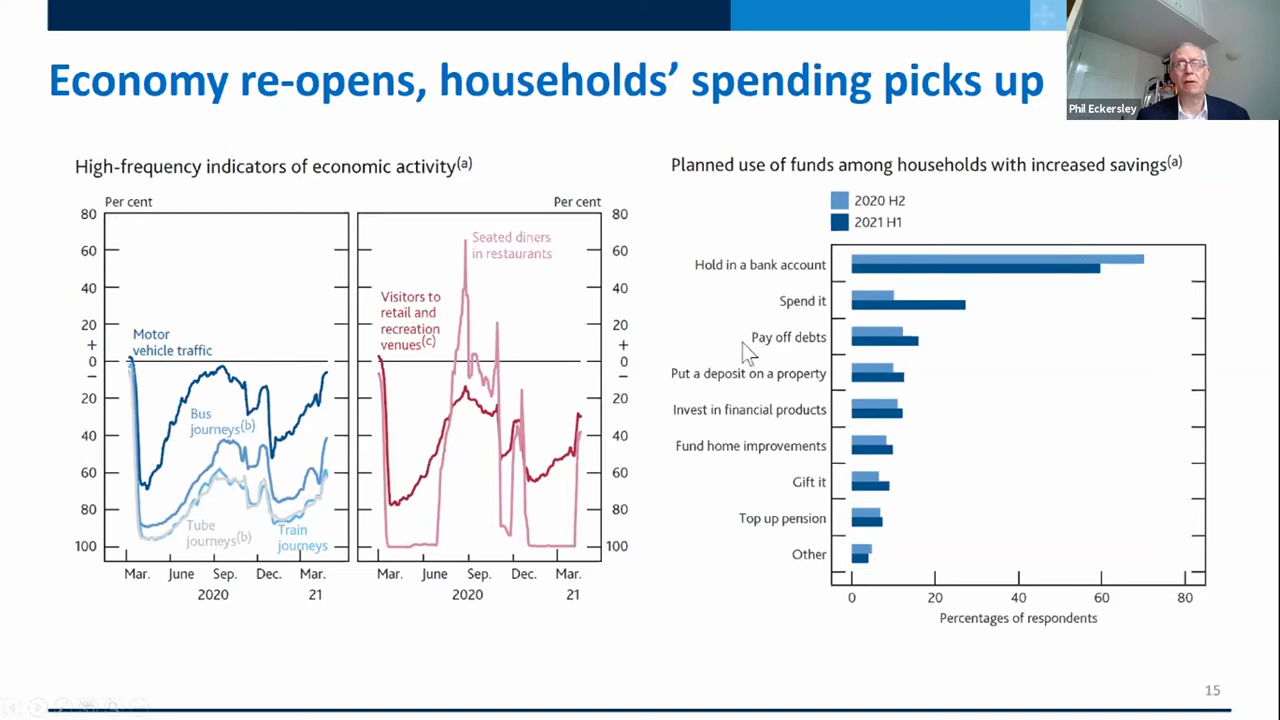 Economy re-opens, households’ spending picks up
Phil Eckersley
High-frequency indicators of economic activity(a)
Per cent
Per cent
80
60
40
20
+
0
−
20
40
60
80
100
Motor
vehicle traffic
Bus
journeys(b)
Tube
journeys(b)
Train
journeys
Mar.
June
Sep.
Dec.
Mar.
2020
21
Seated diners
in restaurants
Visitors to
retail and
recreation
venues(c)
80
60
40
20
+
0
−
20
40
60
80
100
Mar.
June
Sep.
Dec.
Mar.
2020
21
Planned use of funds among households with increased savings(a)
2020 H2
2021 H1
Hold in a bank account
Spend it
Pay off debts
Put a deposit on a property
Invest in financial products
Fund home improvements
Gift it
Top up pension
Other
0
20
40
60
80
Percentages of respondents
15